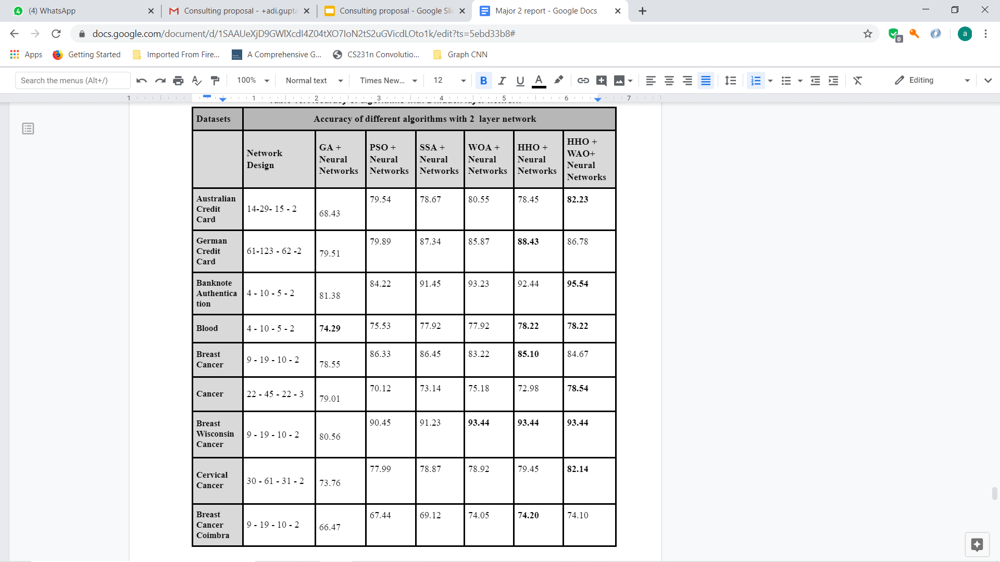 (4) WhatsApp
Consulting proposal - +adi.gupta
Consulting proposal - Google Slid
Major 2 report - Google Docs
docs.google.com/document/d/1SAAUeXjD9GWlXcdI4Z04tXO7IoN2tS2uGVicdLOto1k/edit?ts=5ebd33b8#
0
a
Apps
Getting Started
Imported From Fire...
A Comprehensive G...
CS231n Convolutio...
Graph CNN
Search the menus (Alt+/)
100%
Normal text
Times New...
12
B I U A
Editing
1 1 2 3 4 5 6 7
Datasets
Accuracy of different algorithms with 2 layer network
Network
Design
GA +
Neural
Networks
PSO +
Neural
Networks
SSA +
Neural
Networks
WOA +
Neural
Networks
HHO +
Neural
Networks
HHO +
WAO+
Neural
Networks
Australian
Credit
Card
14-29- 15 - 2
68.43
79.54
78.67
80.55
78.45
82.23
German
Credit
Card
61-123 - 62 -2
79.51
79.89
87.34
85.87
88.43
86.78
Banknote
Authentica
tion
4 - 10 - 5 - 2
81.38
84.22
91.45
93.23
92.44
95.54
Blood
4 - 10 - 5 - 2
74.29
75.53
77.92
77.92
78.22
78.22
Breast
Cancer
9 - 19 - 10 - 2
78.55
86.33
86.45
83.22
85.10
84.67
Cancer
22 - 45 - 22 - 3
79.01
70.12
73.14
75.18
72.98
78.54
Breast
Wisconsin
Cancer
9 - 19 - 10 - 2
80.56
90.45
91.23
93.44
93.44
93.44
Cervical
Cancer
30 - 61 - 31 - 2
73.76
77.99
78.87
78.92
79.45
82.14
Breast
Cancer
Coimbra
9 - 19 - 10 - 2
66.47
67.44
69.12
74.05
74.20
74.10